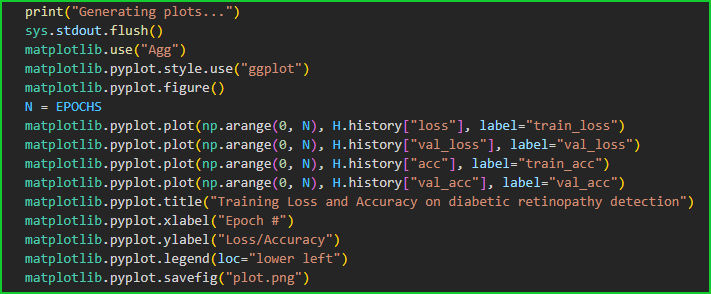 print("Generating plots...")
sys.stdout.flush()
matplotlib.use("Agg")
matplotlib.pyplot.style.use("ggplot")
matplotlib.pyplot.figure()
N = EPOCHS
matplotlib.pyplot.plot(np.arange(0, N), H.history["loss"], label="train_loss")
matplotlib.pyplot.plot(np.arange(0, N), H.history["val_loss"], label="val_loss")
matplotlib.pyplot.plot(np.arange(0, N), H.history["acc"], label="train_acc")
matplotlib.pyplot.plot(np.arange(0, N), H.history["val_acc"], label="val_acc")
matplotlib.pyplot.title("Training Loss and Accuracy on diabetic retinopathy detection")
matplotlib.pyplot.xlabel("Epoch #")
matplotlib.pyplot.ylabel("Loss/Accuracy")
matplotlib.pyplot.legend(loc="lower left")
matplotlib.pyplot.savefig("plot.png")